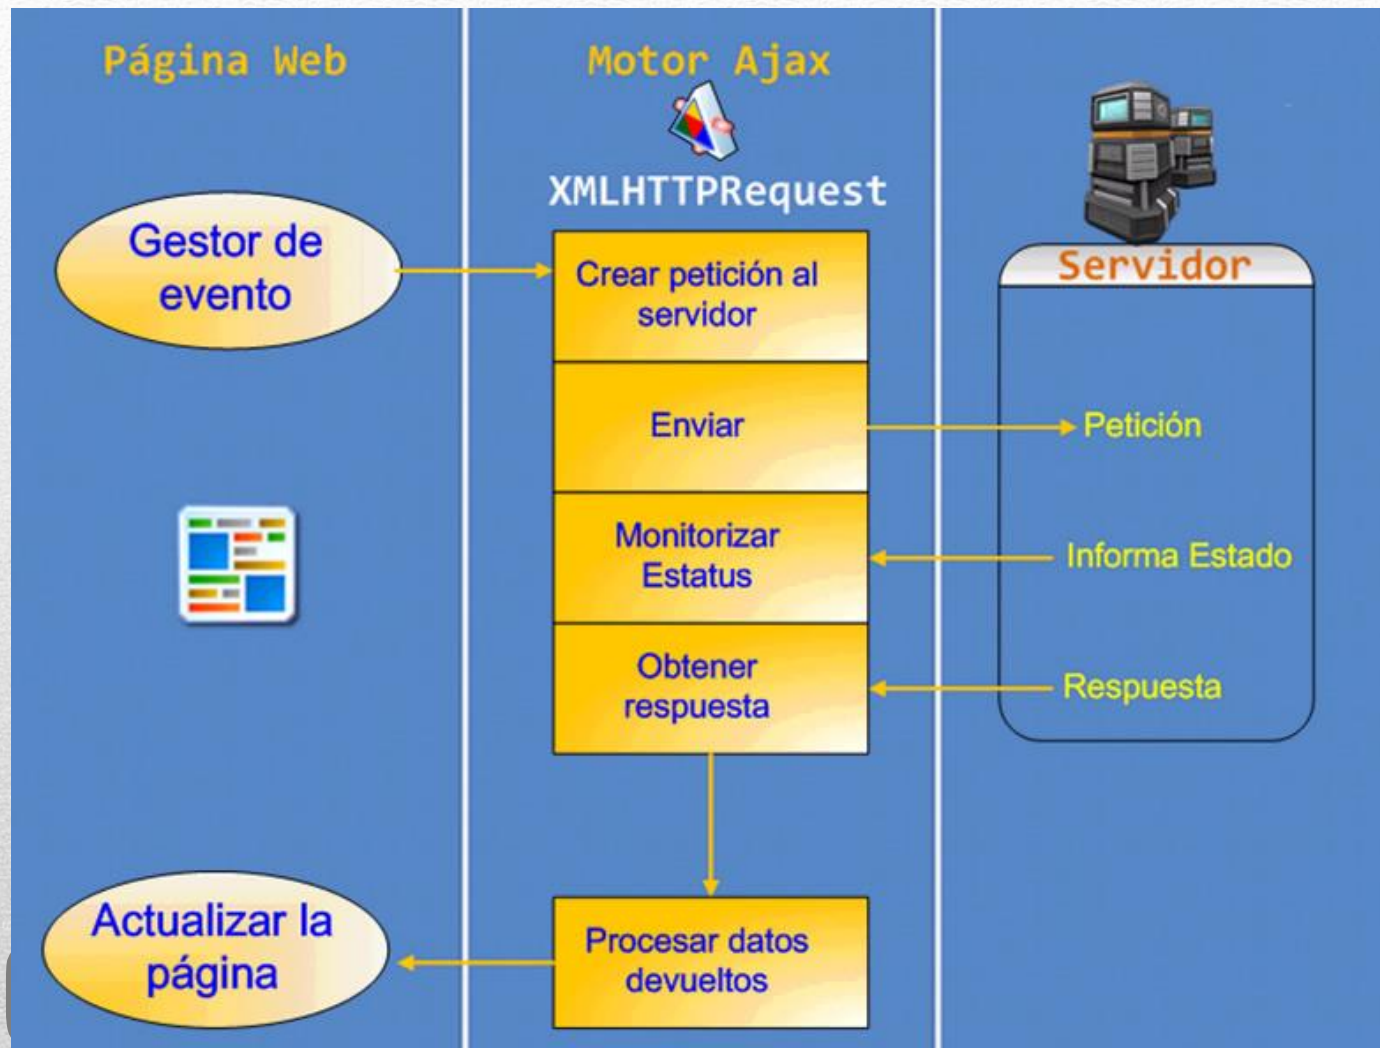 Página Web
Motor Ajax
XMLHTTPRequest
Servidor
Gestor de
evento
Crear petición al
servidor
Enviar
Petición
Monitorizar
Estatus
Informa Estado
Obtener
respuesta
Respuesta
Procesar datos
devueltos
Actualizar la
página